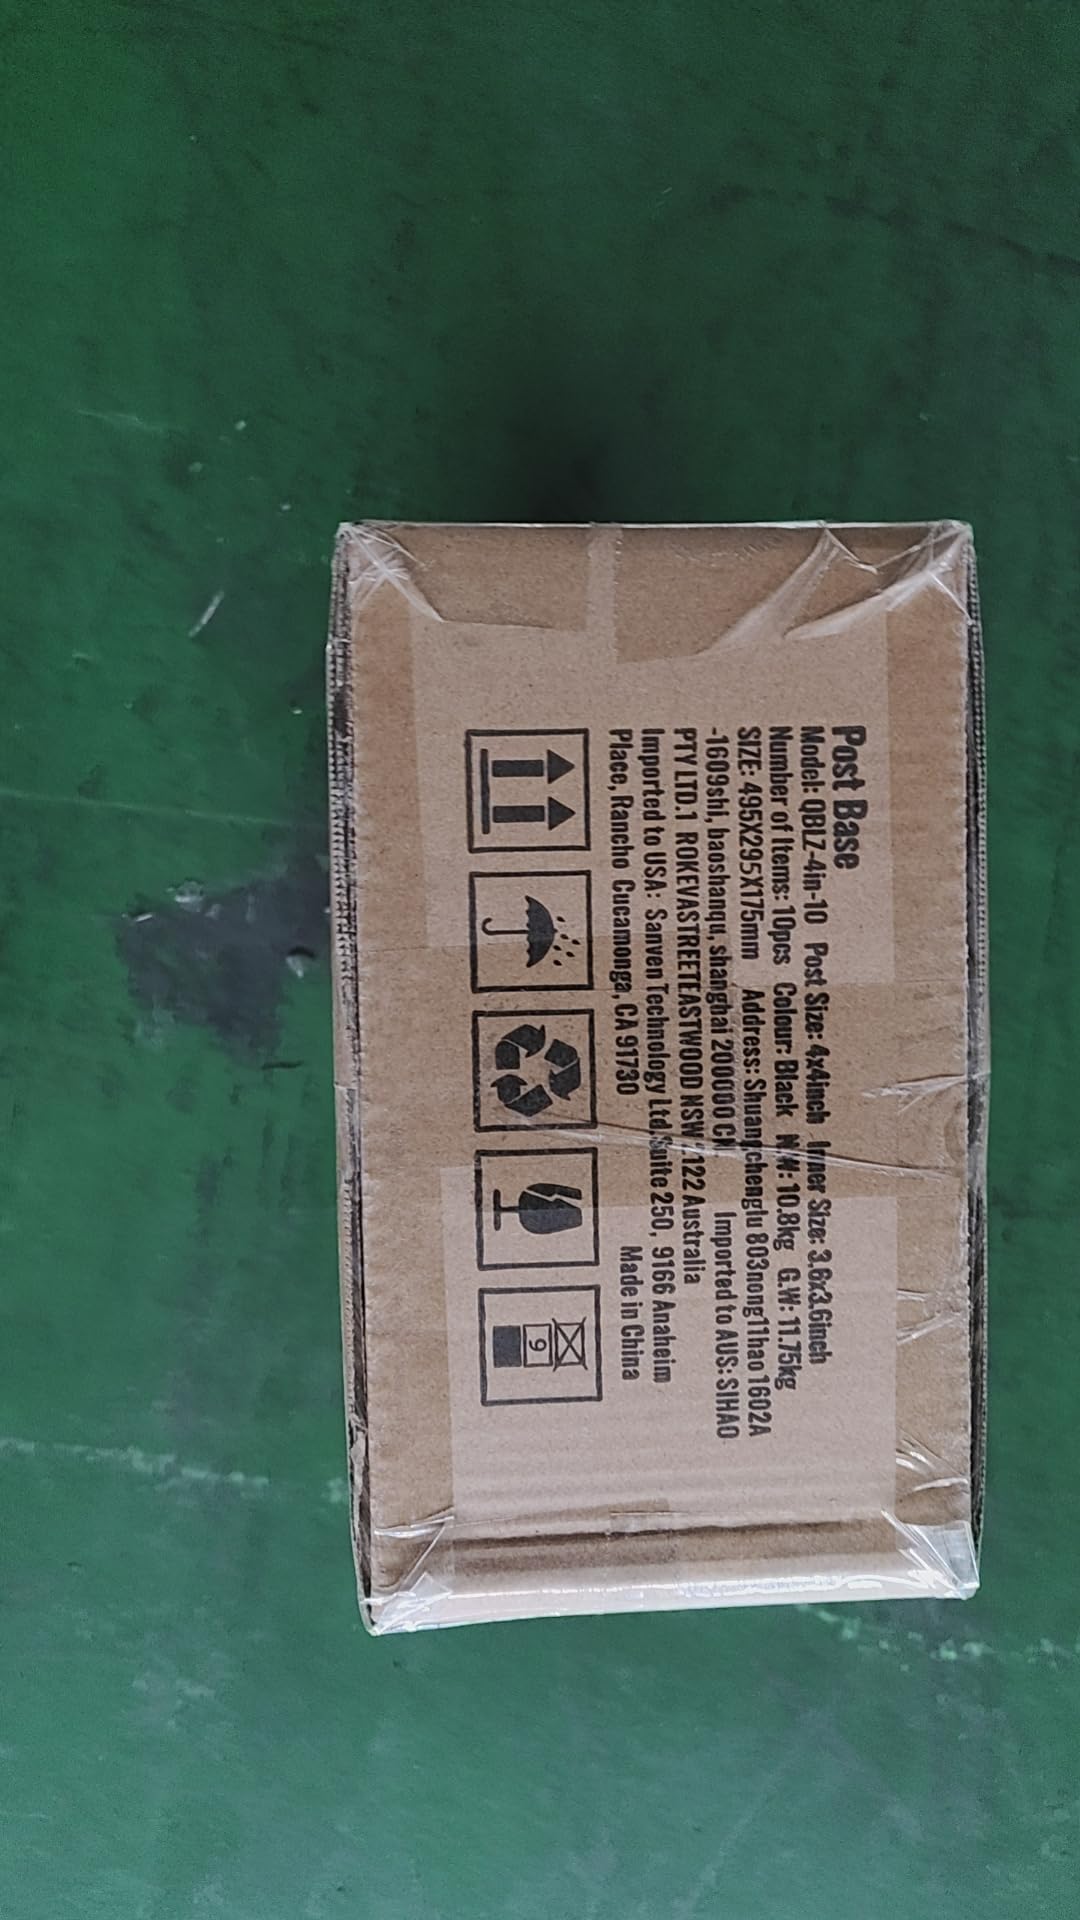 Post Base
Model: QBLZ-4in-10 Post Size: 4x4inch Inner Size: 3.6x3.6inch
Number of Items: 10pcs Colour: Black N.W: 10.8kg G.W: 11.75kg
SIZE: 495X295X175mm Address: Shuangchenglu 803nong11hao 1602A
-1609shi, baoshanqu, shanghai 200000 CN Imported to AUS: SIHAO
PTY LTD.1 ROKEVASTREETEASTWOOD NSW 2122 Australia
Imported to USA: Sanven Technology Ltd.Suite 250, 9166 Anaheim
Place, Rancho Cucamonga, CA 91730 Made in China
9